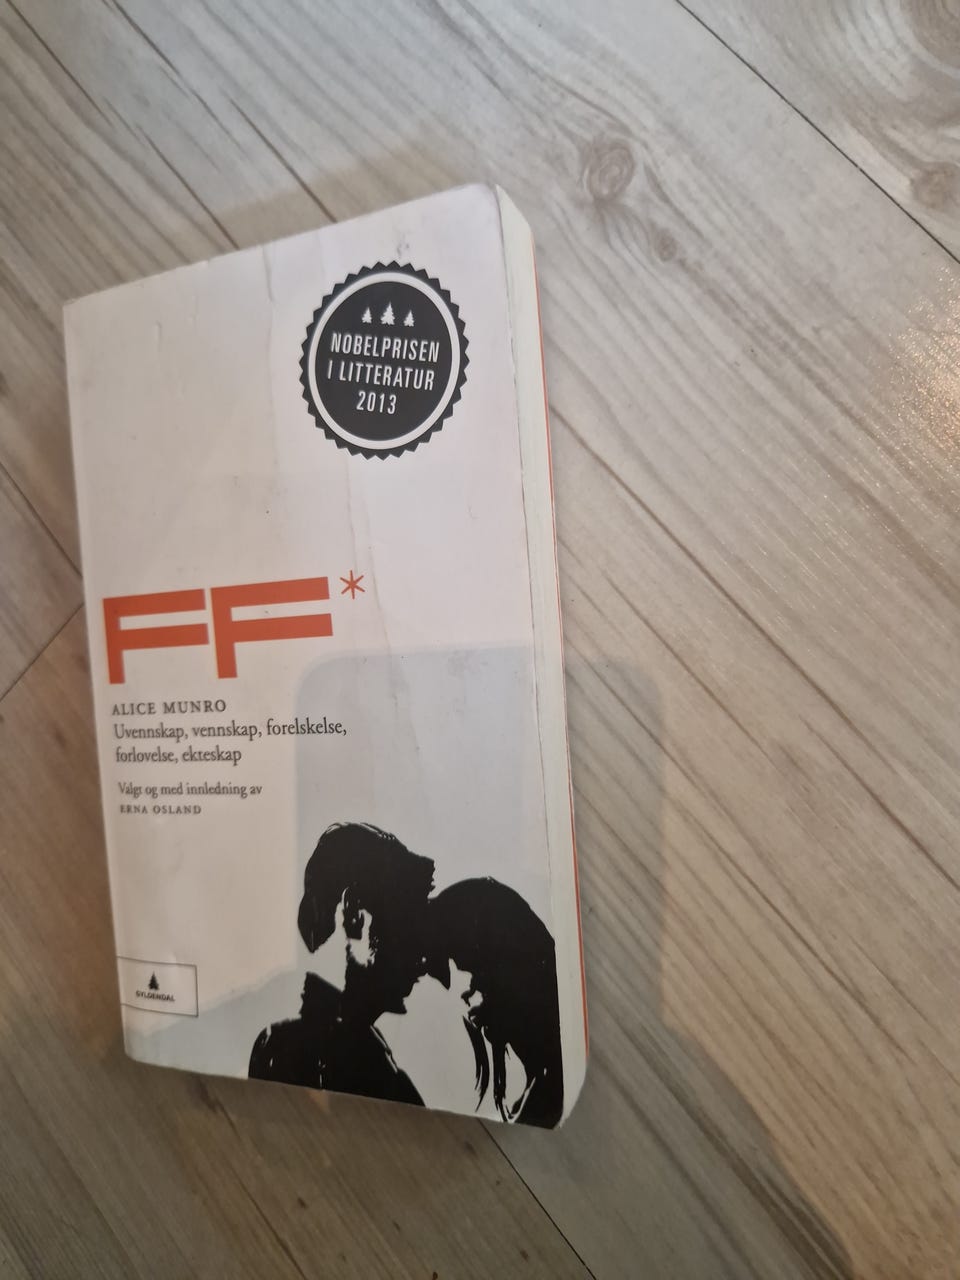 NOBELPRISEN
I LITTERATUR
2013
FF*
ALICE MUNRO
Uvennskap, vennskap, forelskelse,
forlovelse, ekteskap
Valgt og med innledning av
ERNA OSLAND
GYLDENDAL